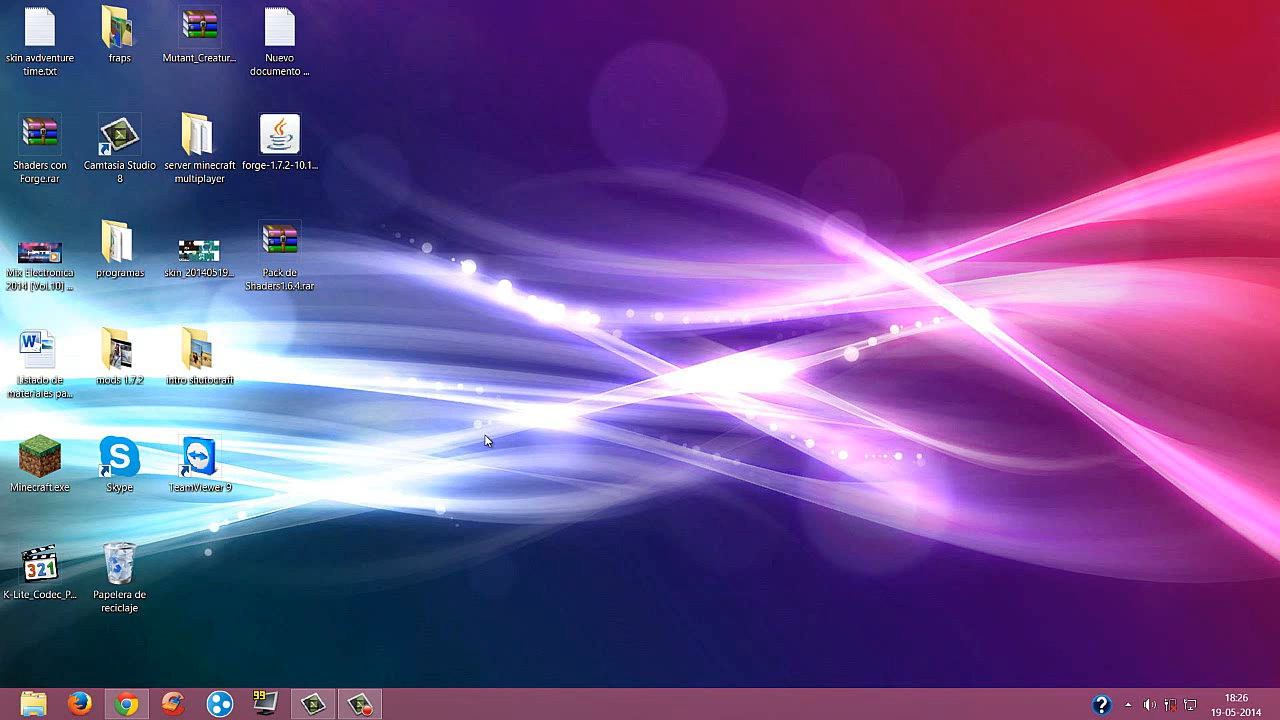 skin avdventure
time.txt
fraps
Mutant_Creatur...
Nuevo
documento ...
Shaders con
Forge.rar
Camtasia Studio
8
server minecraft
multiplayer
forge-1.7.2-10.1...
Mix Electronica
2014 [Vol.10] ...
programas
skin_20140519...
Pack de
Shaders1.6.4.rar
Listado de
materiales pa...
mods 1.7.2
intro shutocraft
Minecraft.exe
Skype
TeamViewer 9
K-Lite_Codec_P...
Papelera de
reciclaje
99
18:26
19-05-2014